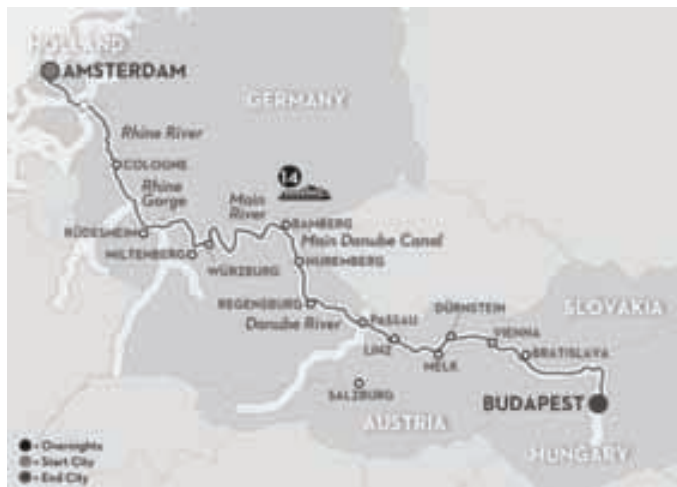 HOLLAND
AMSTERDAM
GERMANY
Rhine River
COLOGNE
Rhine
Gorge
14
Main
River
RÜDESHEIM
MILTENBERG
WÜRZBURG
BAMBERG
Main Danube Canal
NUREMBERG
REGENSBURG
Danube River
PASSAU
LINZ
MELK
DÜRNSTEIN
VIENNA
BRATISLAVA
SLOVAKIA
SALZBURG
AUSTRIA
BUDAPEST
HUNGARY
= Overnights
= Start City
= End City